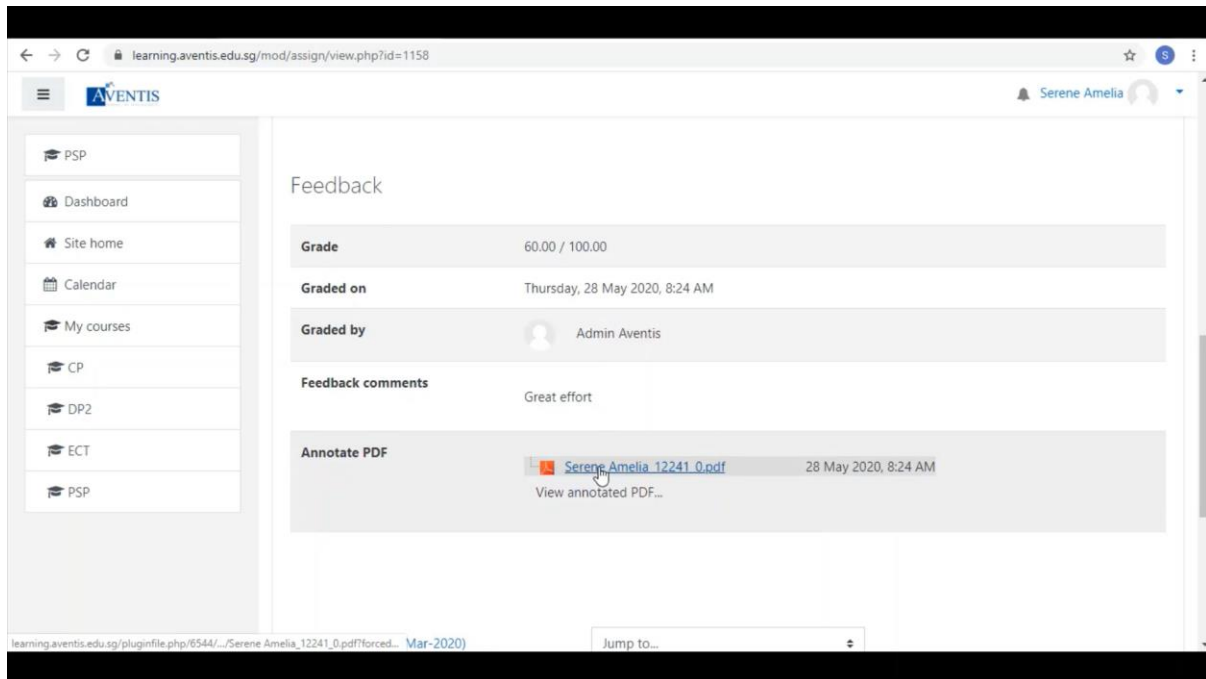 learning.aventis.edu.sg/mod/assign/view.php?id=1158
S
AVENTIS
Serene Amelia
PSP
Dashboard
Site home
Calendar
My courses
CP
DP2
ECT
PSP
Feedback
Grade 60.00 / 100.00
Graded on Thursday, 28 May 2020, 8:24 AM
Graded by Admin Aventis
Feedback comments Great effort
Annotate PDF Serene Amelia_12241_0.pdf 28 May 2020, 8:24 AM
View annotated PDF...
learning.aventis.edu.sg/pluginfile.php/6544/.../Serene Amelia_12241_0.pdf?forced... Mar-2020) Jump to...